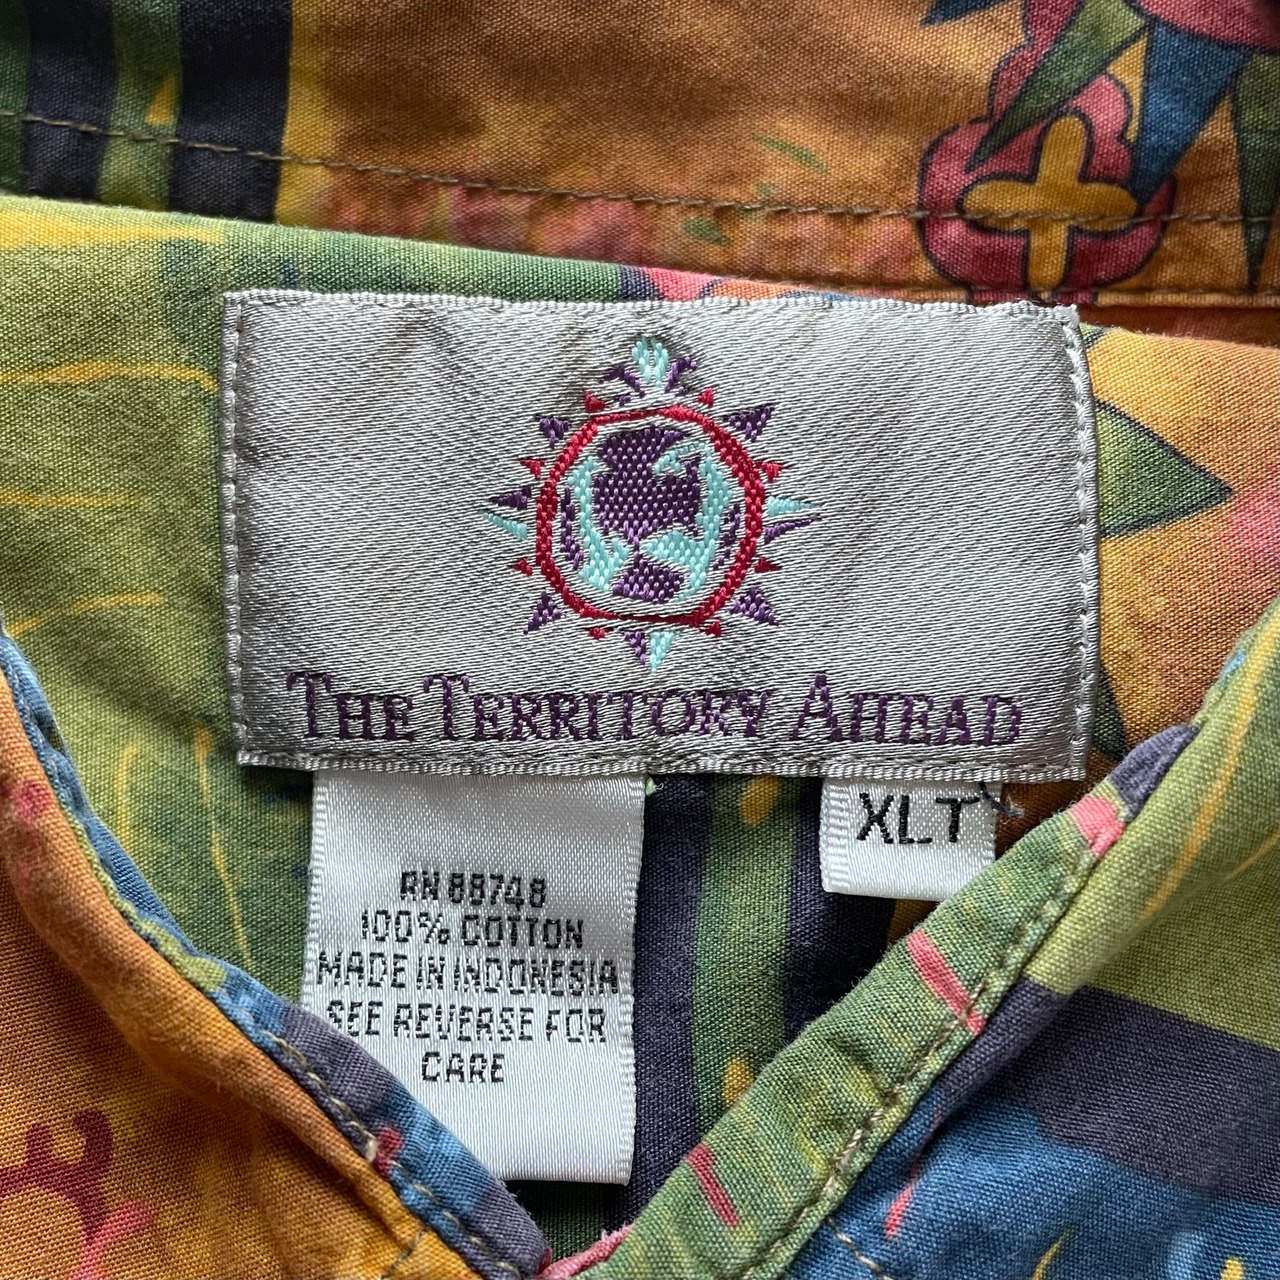 THE TERRITORY AHEAD
XLT
RN 88748
100% COTTON
MADE IN INDONESIA
SEE REVERSE FOR
CARE